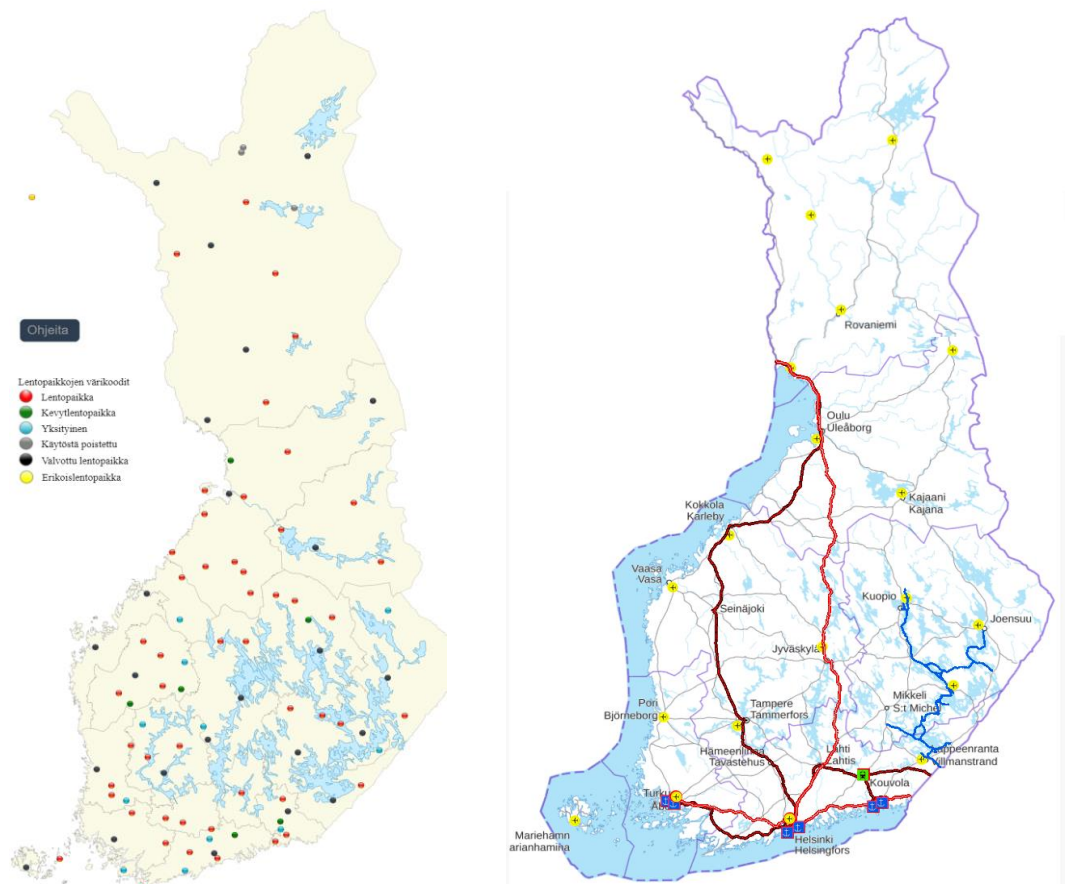 Ohjeita
Lentopaikkojen värikoodit
Lentopaikka
Kevytlentopaikka
Yksityinen
Käytöstä poistettu
Valvottu lentopaikka
Erikoislentopaikka
Rovaniemi
Oulu
Uleåborg
Kajaani
Kajana
Kokkola
Karleby
Vaasa
Vasa
Seinäjoki
Kuopio
Joensuu
Jyväskylä
Mikkeli
S:t Michel
Pori
Björneborg
Tampere
Tammerfors
Hämeenlinna
Tavastehus
Lahti
Lahtis
Lappeenranta
Villmanstrand
Kouvola
Turku
Åbo
Mariehamn
arianhamina
Helsinki
Helsingfors